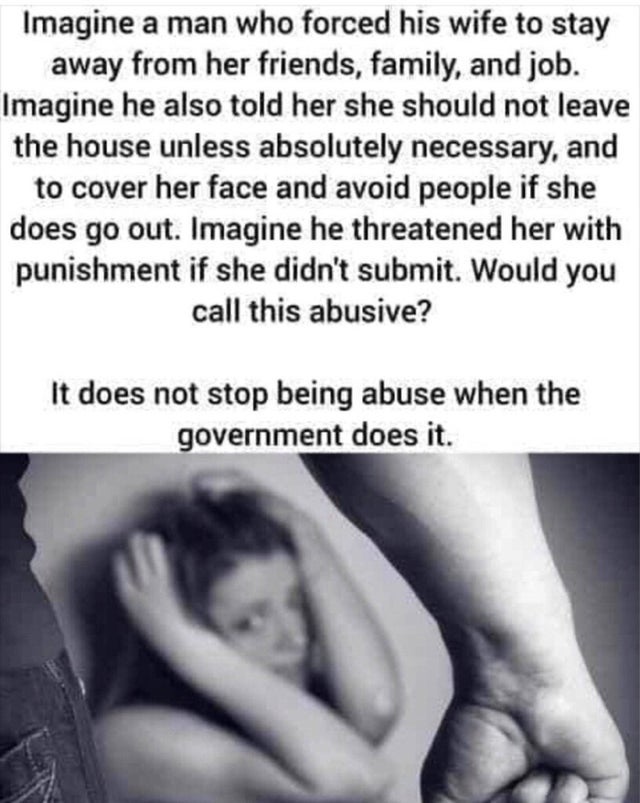 Imagine a man who forced his wife to stay
away from her friends, family, and job.
Imagine he also told her she should not leave
the house unless absolutely necessary, and
to cover her face and avoid people if she
does go out. Imagine he threatened her with
punishment if she didn't submit. Would you
call this abusive?
It does not stop being abuse when the
government does it.